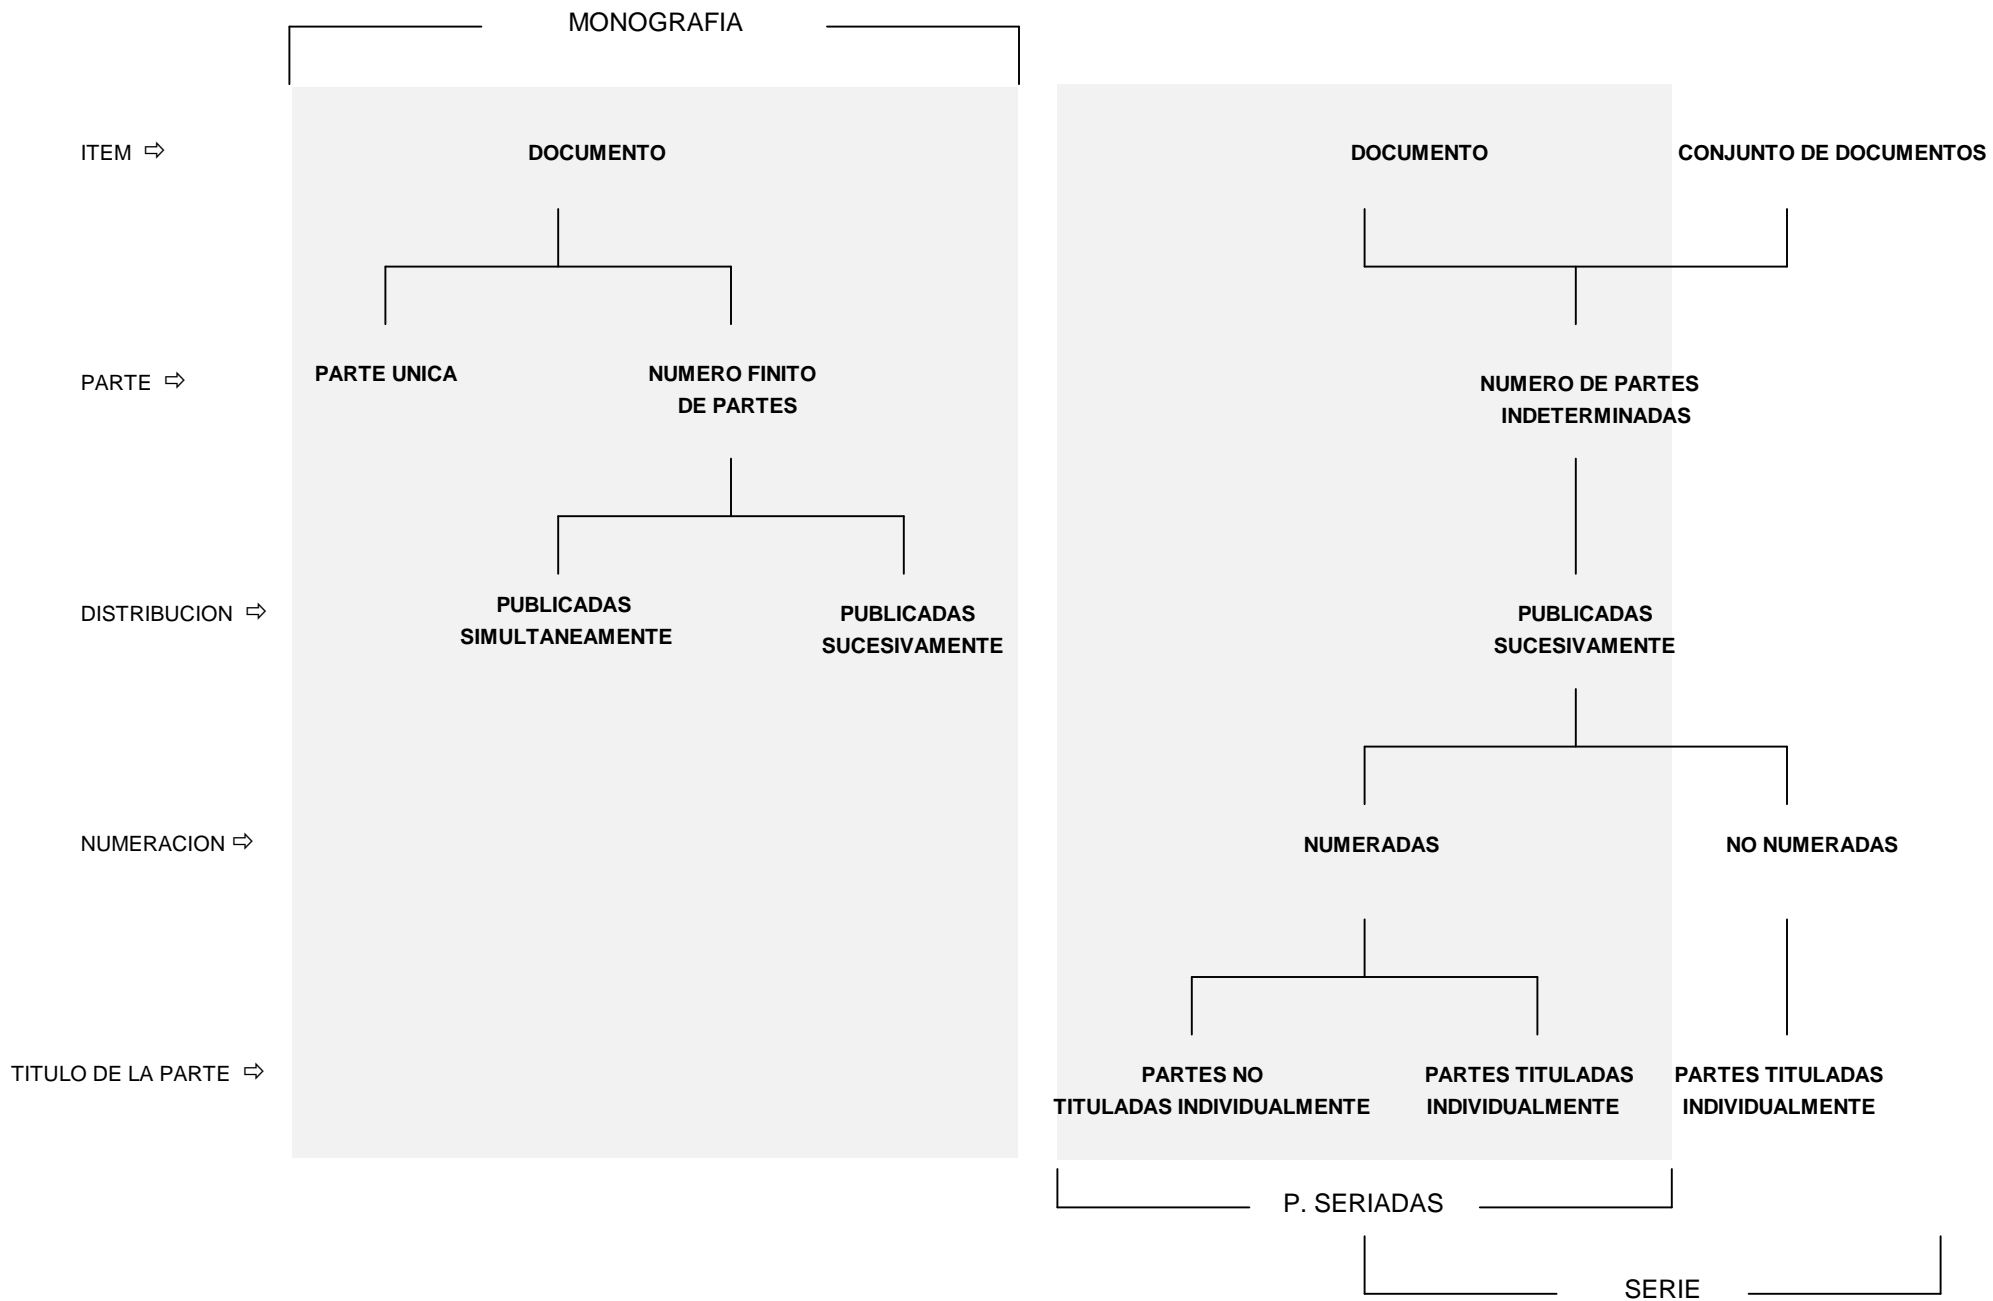 MONOGRAFIA
ITEM ⇨
DOCUMENTO
DOCUMENTO
CONJUNTO DE DOCUMENTOS
PARTE ⇨
PARTE UNICA
NUMERO FINITO
DE PARTES
NUMERO DE PARTES
INDETERMINADAS
DISTRIBUCION ⇨
PUBLICADAS
SIMULTANEAMENTE
PUBLICADAS
SUCESIVAMENTE
PUBLICADAS
SUCESIVAMENTE
NUMERACION ⇨
NUMERADAS
NO NUMERADAS
TITULO DE LA PARTE ⇨
PARTES NO
TITULADAS INDIVIDUALMENTE
PARTES TITULADAS
INDIVIDUALMENTE
PARTES TITULADAS
INDIVIDUALMENTE
P. SERIADAS
SERIE